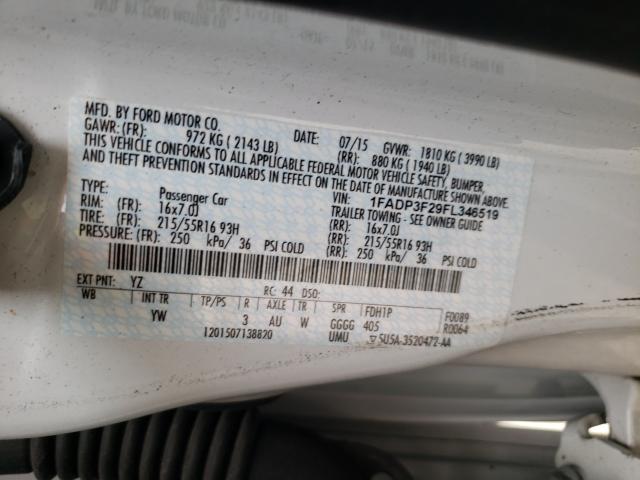 MFD. BY FORD MOTOR CO.
DATE: 07/15 GVWR: 1810 KG ( 3990 LB)
GAWR: (FR): 972 KG ( 2143 LB) (RR): 880 KG ( 1940 LB)
THIS VEHICLE CONFORMS TO ALL APPLICABLE FEDERAL MOTOR VEHICLE SAFETY, BUMPER,
AND THEFT PREVENTION STANDARDS IN EFFECT ON THE DATE OF MANUFACTURE SHOWN ABOVE.
VIN: 1FADP3F29FL346519
TYPE: Passenger Car TRAILER TOWING - SEE OWNER GUIDE
RIM: (FR): 16x7.0J (RR): 16x7.0J
TIRE: (FR): 215/55R16 93H (RR): 215/55R16 93H
PRESSURE: (FR): 250 kPa/ 36 PSI COLD (RR): 250 kPa/ 36 PSI COLD
EXT PNT: YZ RC: 44 DSO:
WB INT TR TP/PS R AXLE TR SPR FDH1P F0089
YW 3 AU W GGGG 405 R0064
1201507138820 UMU 5U5A-3520472-AA